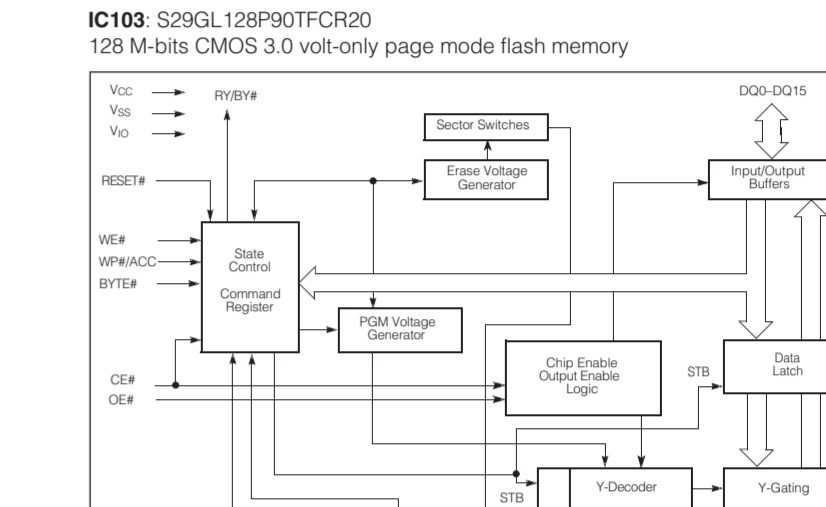 IC103: S29GL128P90TFCR20
128 M-bits CMOS 3.0 volt-only page mode flash memory
VCC
VSS
VIO
RY/BY#
DQ0–DQ15
Sector Switches
RESET#
Erase Voltage
Generator
Input/Output
Buffers
WE#
WP#/ACC
BYTE#
State
Control
Command
Register
PGM Voltage
Generator
Chip Enable
Output Enable
Logic
STB
Data
Latch
CE#
OE#
STB
Y-Decoder
Y-Gating